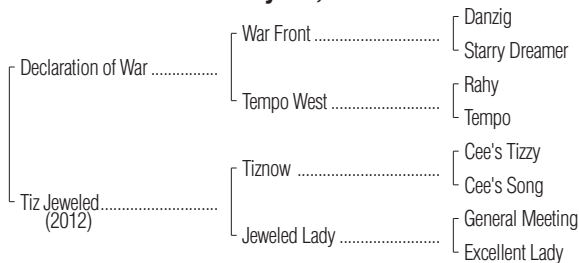 Danzig
War Front ..............................
Starry Dreamer
Declaration of War ................
Rahy
Tempo West ..........................
Tempo
Cee's Tizzy
Tiznow ..................................
Cee's Song
Tiz Jeweled.............................
(2012)
General Meeting
Jeweled Lady ........................
Excellent Lady